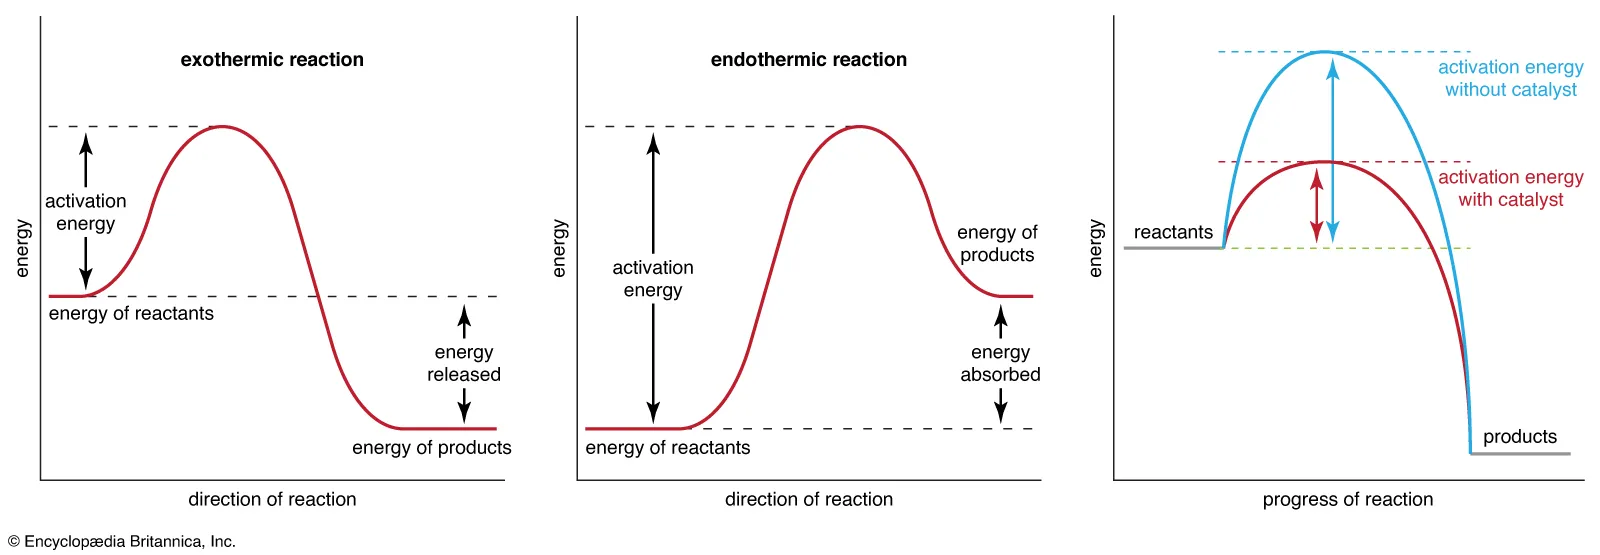 exothermic reaction
activation
energy
energy
energy of reactants
energy
released
energy of products
direction of reaction
endothermic reaction
energy
activation
energy
energy of
products
energy
absorbed
energy of reactants
direction of reaction
activation energy
without catalyst
activation energy
with catalyst
reactants
energy
products
progress of reaction
© Encyclopædia Britannica, Inc.